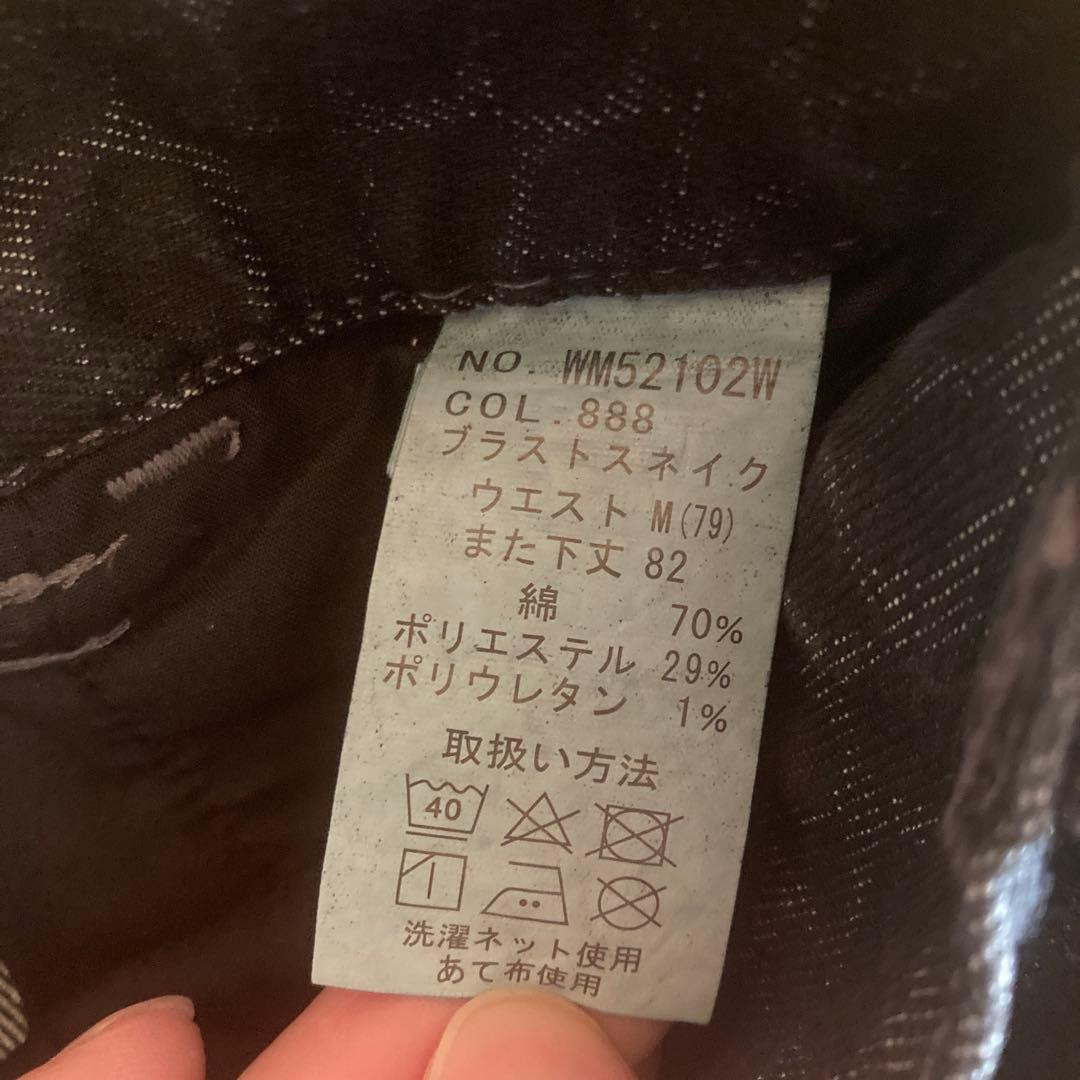 NO. WM52102W
COL.888
ブラストスネイク
ウエスト M(79)
また下丈 82
綿 70%
ポリエステル 29%
ポリウレタン 1%
取扱い方法
40
洗濯ネット使用
あて布使用